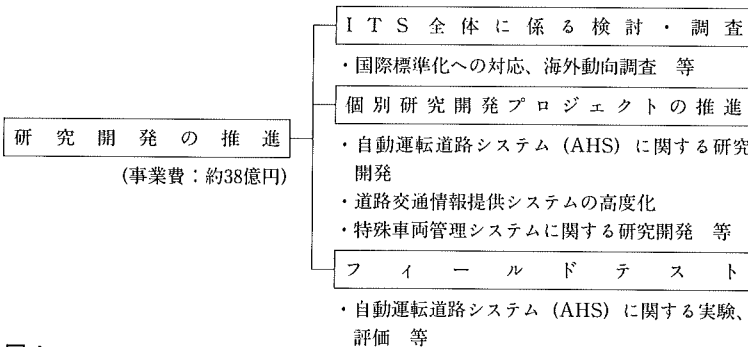 ITS全体に係る検討・調査
・国際標準化への対応、海外動向調査 等
個別研究開発プロジェクトの推進
研究開発の推進
(事業費：約38億円)
・自動運転道路システム (AHS) に関する研究
開発
・道路交通情報提供システムの高度化
・特殊車両管理システムに関する研究開発 等
フィールドテスト
・自動運転道路システム (AHS) に関する実験、
評価 等